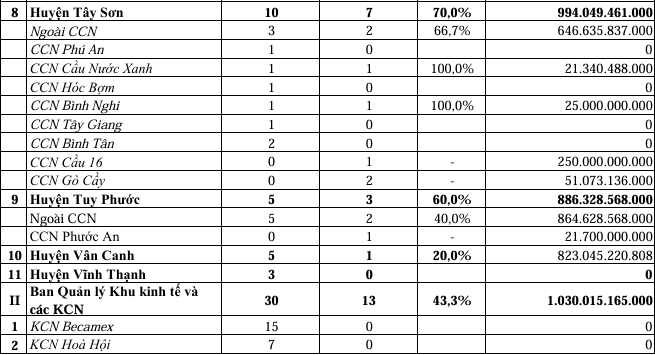 8 Huyện Tây Sơn 10 7 70,0% 994.049.461.000
Ngoài CCN 3 2 66,7% 646.635.837.000
CCN Phú An 1 0 0
CCN Cầu Nước Xanh 1 1 100,0% 21.340.488.000
CCN Hóc Bợm 1 0 0
CCN Bình Nghi 1 1 100,0% 25.000.000.000
CCN Tây Giang 1 0 0
CCN Bình Tân 2 0 0
CCN Cầu 16 0 1 - 250.000.000.000
CCN Gò Cầy 0 2 - 51.073.136.000
9 Huyện Tuy Phước 5 3 60,0% 886.328.568.000
Ngoài CCN 5 2 40,0% 864.628.568.000
CCN Phước An 0 1 - 21.700.000.000
10 Huyện Vân Canh 5 1 20,0% 823.045.220.808
11 Huyện Vĩnh Thạnh 3 0 0
II Ban Quản lý Khu kinh tế và các KCN 30 13 43,3% 1.030.015.165.000
1 KCN Becamex 15 0 0
2 KCN Hoà Hội 7 0 0